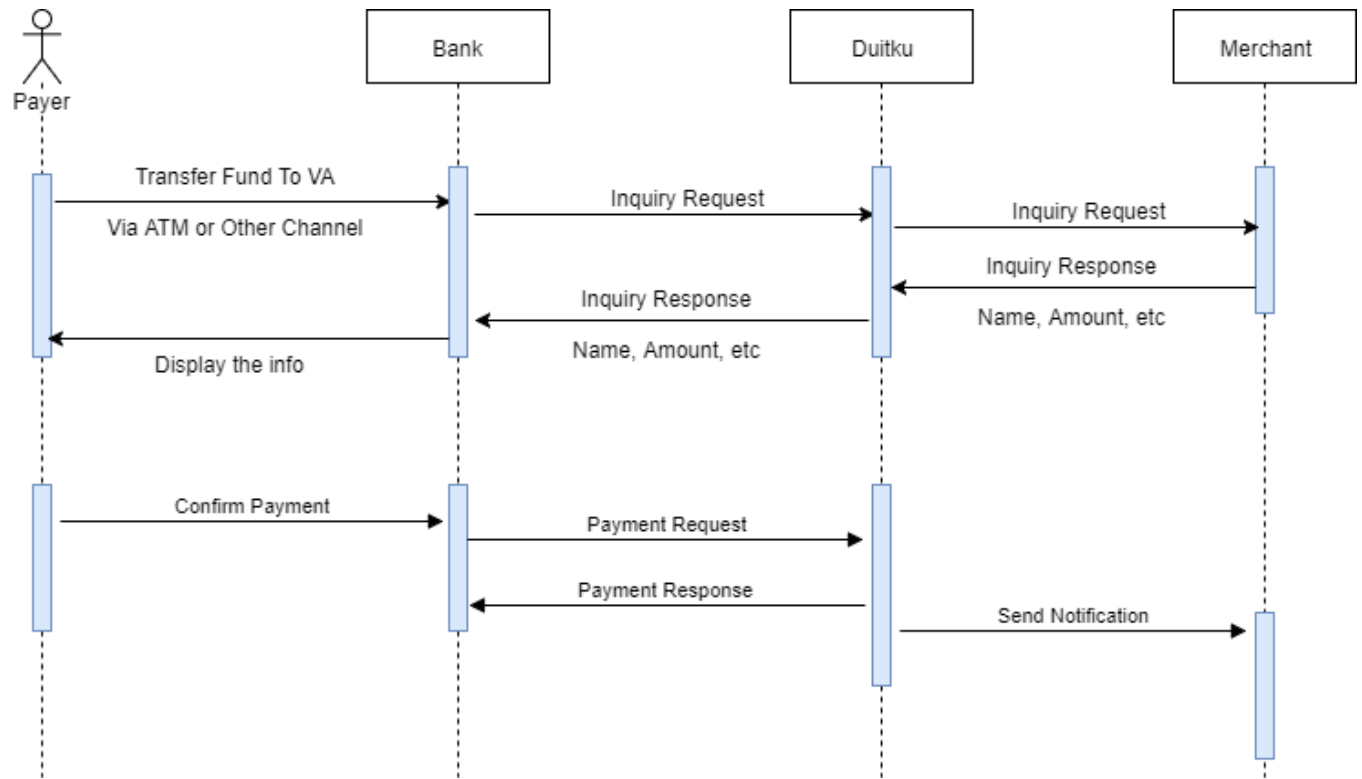 Bank
Duitku
Merchant
Payer
Transfer Fund To VA
Via ATM or Other Channel
Inquiry Request
Inquiry Request
Inquiry Response
Name, Amount, etc
Inquiry Response
Name, Amount, etc
Display the info
Confirm Payment
Payment Request
Payment Response
Send Notification